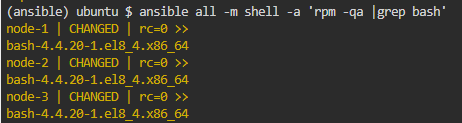 (ansible) ubuntu $ ansible all -m shell -a 'rpm -qa |grep bash'
node-1 | CHANGED | rc=0 >>
bash-4.4.20-1.el8_4.x86_64
node-2 | CHANGED | rc=0 >>
bash-4.4.20-1.el8_4.x86_64
node-3 | CHANGED | rc=0 >>
bash-4.4.20-1.el8_4.x86_64